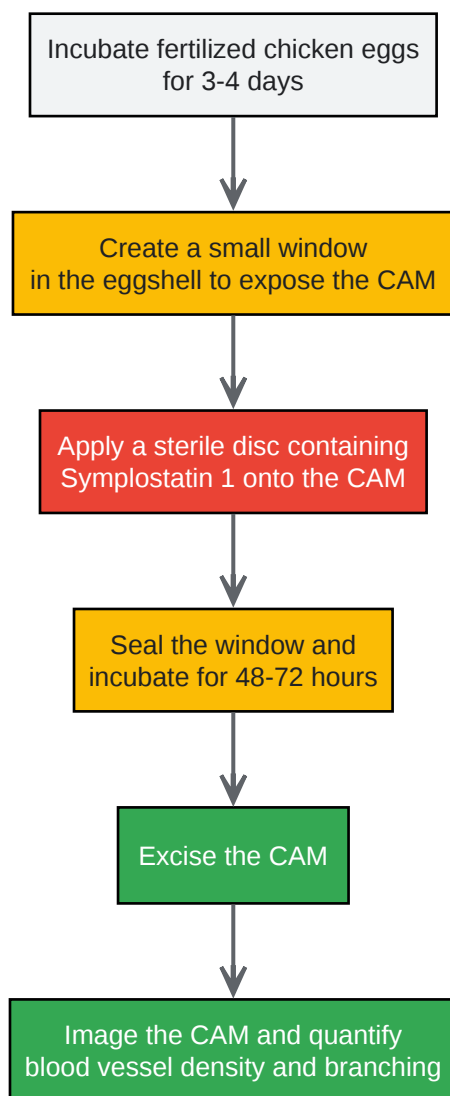 Incubate fertilized chicken eggs
for 3-4 days
Create a small window
in the eggshell to expose the CAM
Apply a sterile disc containing
Symplostatin 1 onto the CAM
Seal the window and
incubate for 48-72 hours
Excise the CAM
Image the CAM and quantify
blood vessel density and branching